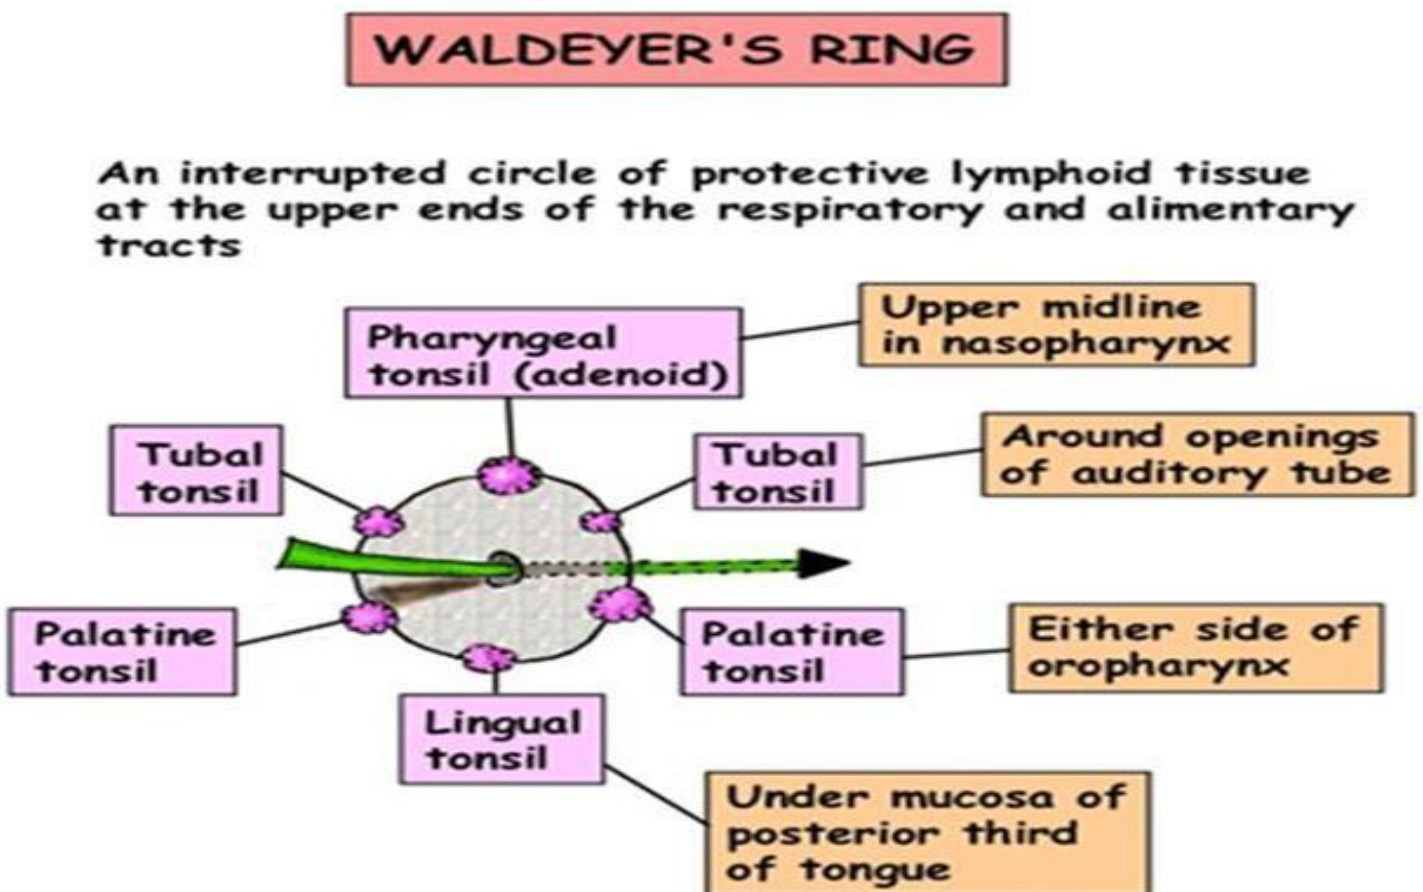 WALDEYER'S RING
An interrupted circle of protective lymphoid tissue
at the upper ends of the respiratory and alimentary
tracts
Upper midline
in nasopharynx
Pharyngeal
tonsil (adenoid)
Tubal
tonsil
Tubal
tonsil
Around openings
of auditory tube
Palatine
tonsil
Palatine
tonsil
Either side of
oropharynx
Lingual
tonsil
Under mucosa of
posterior third
of tongue